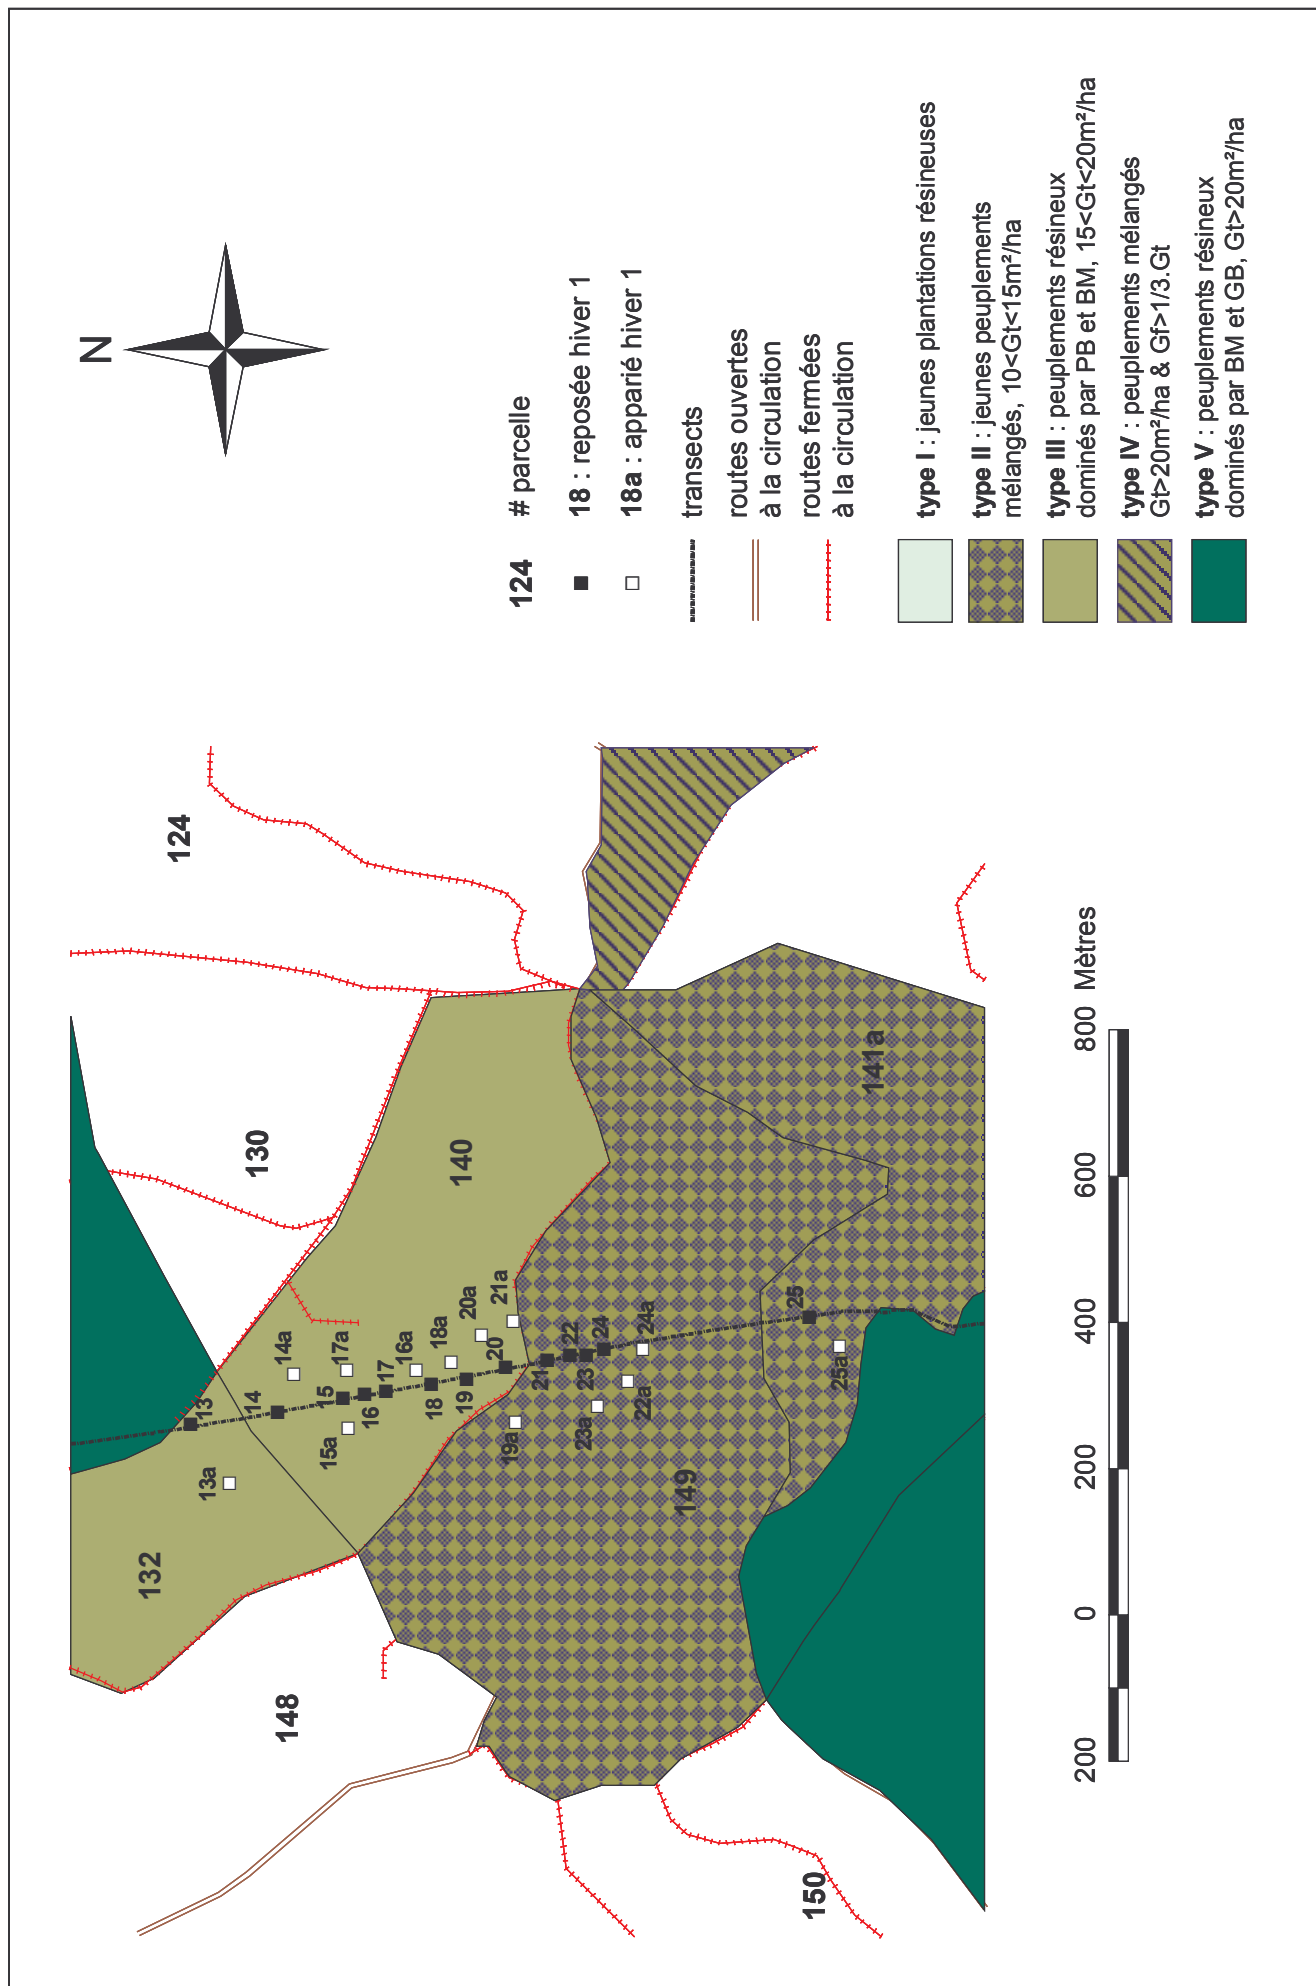 N
124
# parcelle
18 : reposée hiver 1
18a : apparié hiver 1
transects
routes ouvertes
à la circulation
routes fermées
à la circulation
type I : jeunes plantations résineuses
type II : jeunes peuplements
mélangés, 10<Gt<15m²/ha
type III : peuplements résineux
dominés par PB et BM, 15<Gt<20m²/ha
type IV : peuplements mélangés
Gt>20m²/ha & Gf>1/3.Gt
type V : peuplements résineux
dominés par BM et GB, Gt>20m²/ha
124
130
132
140
148
149
141a
150
13
13a
14
14a
15
15a
16
16a
17
17a
18
18a
19
19a
20
20a
21
21a
22
22a
23
23a
24
24a
25
25a
200 0 200 400 600 800 Mètres